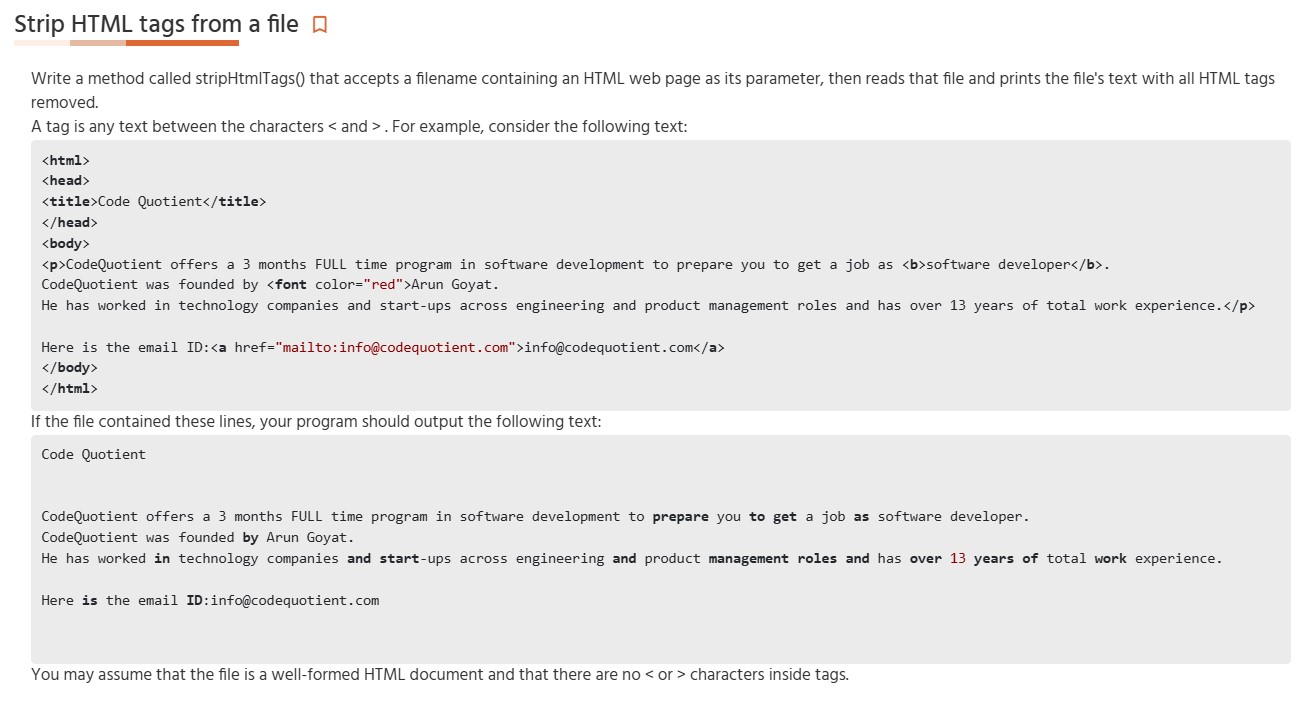 Strip HTML tags from a file
Write a method called stripHtmlTags() that accepts a filename containing an HTML web page as its parameter, then reads that file and prints the file's text with all HTML tags
removed.
A tag is any text between the characters < and > . For example, consider the following text:
<html>
<head>
<title>Code Quotient</title>
</head>
<body>
<p>CodeQuotient offers a 3 months FULL time program in software development to prepare you to get a job as <b>software developer</b>.
CodeQuotient was founded by <font color="red">Arun Goyat.
He has worked in technology companies and start-ups across engineering and product management roles and has over 13 years of total work experience.</p>

Here is the email ID:<a href="mailto:info@codequotient.com">info@codequotient.com</a>
</body>
</html>
If the file contained these lines, your program should output the following text:
Code Quotient


CodeQuotient offers a 3 months FULL time program in software development to prepare you to get a job as software developer.
CodeQuotient was founded by Arun Goyat.
He has worked in technology companies and start-ups across engineering and product management roles and has over 13 years of total work experience.

Here is the email ID:info@codequotient.com


You may assume that the file is a well-formed HTML document and that there are no < or > characters inside tags.